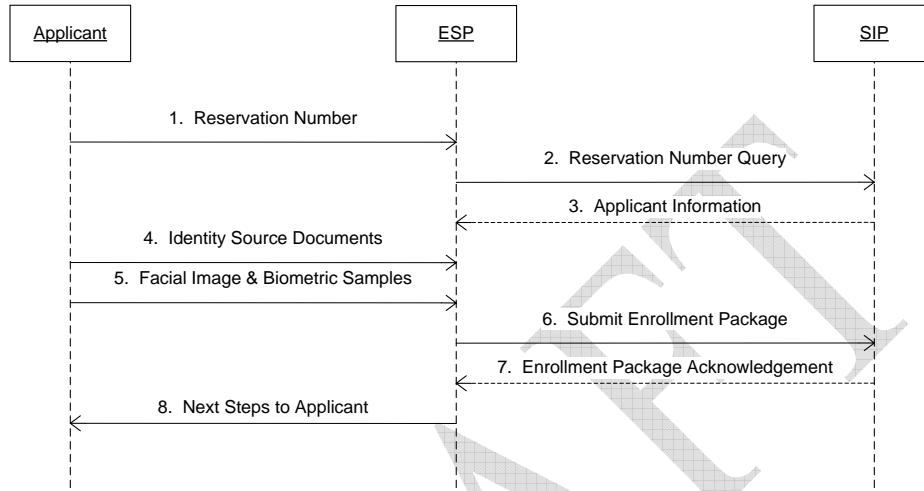 Applicant
ESP
SIP
1. Reservation Number
2. Reservation Number Query
3. Applicant Information
4. Identity Source Documents
5. Facial Image & Biometric Samples
6. Submit Enrollment Package
7. Enrollment Package Acknowledgement
8. Next Steps to Applicant